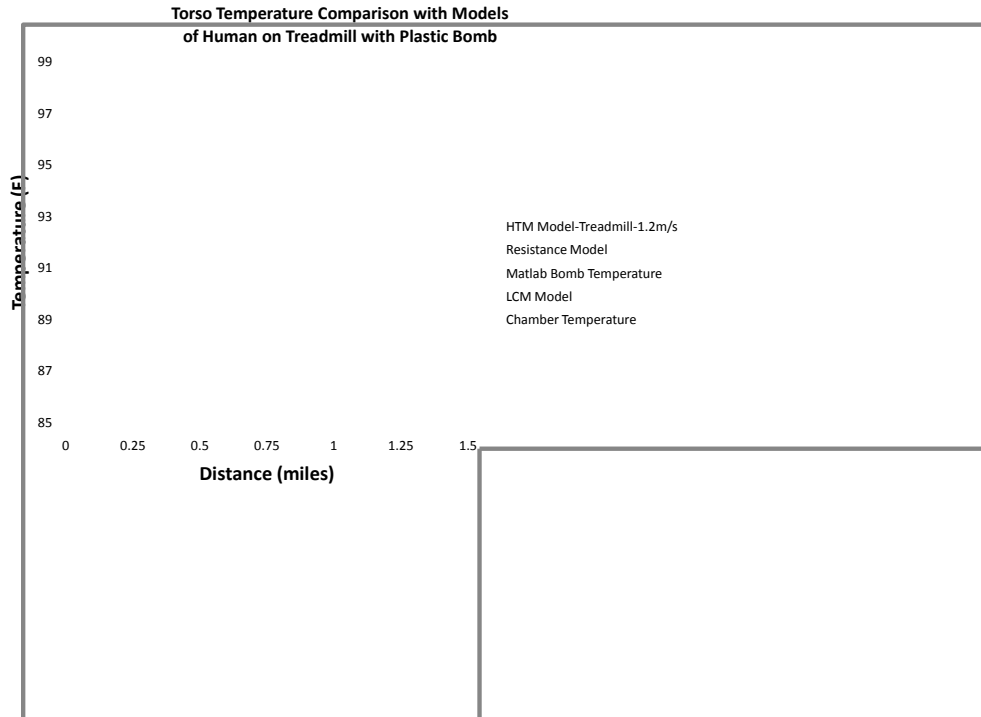 Torso Temperature Comparison with Models
of Human on Treadmill with Plastic Bomb
99
97
95
93
91
89
87
85
Temperature (F)
0 0.25 0.5 0.75 1 1.25 1.5
Distance (miles)
HTM Model-Treadmill-1.2m/s
Resistance Model
Matlab Bomb Temperature
LCM Model
Chamber Temperature